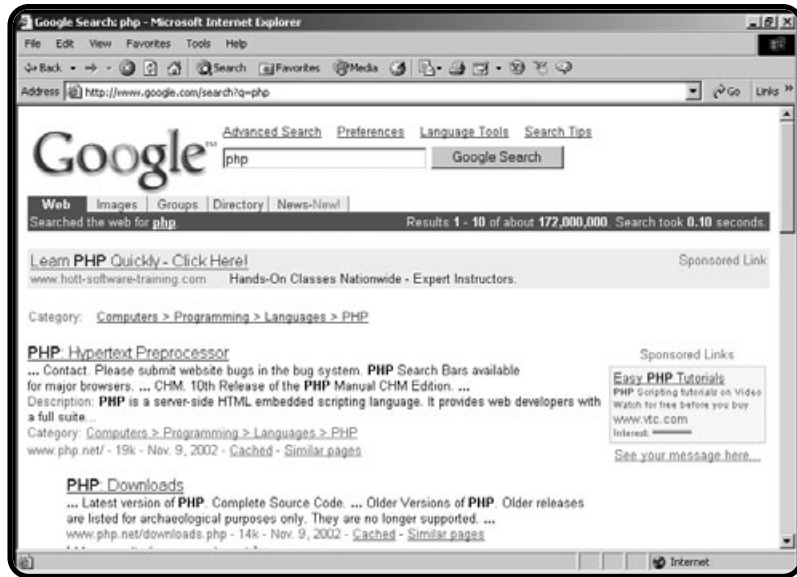 Google Search: php - Microsoft Internet Explorer
File Edit View Favorites Tools Help
Back Search Favorites Media
Address http://www.google.com/search?q=php Go Links »
Google™
Advanced Search Preferences Language Tools Search Tips
php Google Search
Web Images Groups Directory News-New!
Searched the web for php. Results 1 - 10 of about 172,000,000. Search took 0.10 seconds.
Learn PHP Quickly - Click Here! Sponsored Link
www.hott-software-training.com Hands-On Classes Nationwide - Expert Instructors.
Category: Computers > Programming > Languages > PHP
PHP: Hypertext Preprocessor
... Contact. Please submit website bugs in the bug system. PHP Search Bars available
for major browsers. ... CHM. 10th Release of the PHP Manual CHM Edition. ...
Description: PHP is a server-side HTML embedded scripting language. It provides web developers with
a full suite...
Category: Computers > Programming > Languages > PHP
www.php.net/ - 19k - Nov. 9, 2002 - Cached - Similar pages
PHP: Downloads
... Latest version of PHP. Complete Source Code. ... Older Versions of PHP. Older releases
are listed for archaeological purposes only. They are no longer supported. ...
www.php.net/downloads.php - 14k - Nov. 9, 2002 - Cached - Similar pages
Sponsored Links
Easy PHP Tutorials
PHP Scripting tutorials on Video
Watch for free before you buy
www.vtc.com
Interest:
See your message here...
Internet